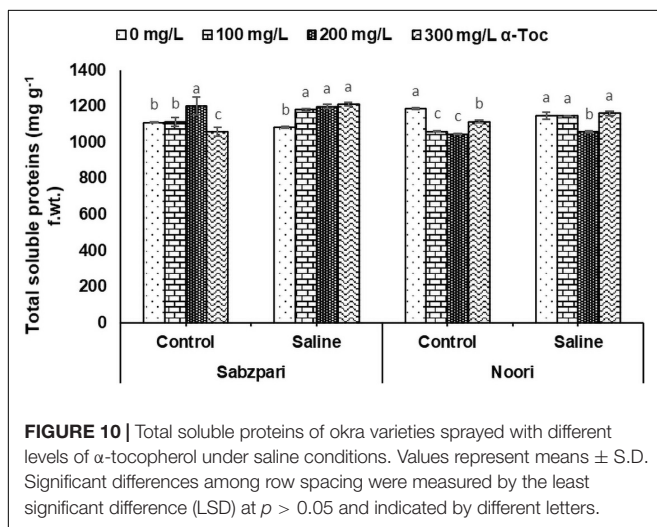 0 mg/L 100 mg/L 200 mg/L 300 mg/L α-Toc
Total soluble proteins (mg g-1
f.wt.)
1400
1200
1000
800
600
400
200
0
b b a c b a a a a c c b a a b a
Control Saline Control Saline
Sabzpari Noori
FIGURE 10 | Total soluble proteins of okra varieties sprayed with different
levels of α-tocopherol under saline conditions. Values represent means ± S.D.
Significant differences among row spacing were measured by the least
significant difference (LSD) at p > 0.05 and indicated by different letters.